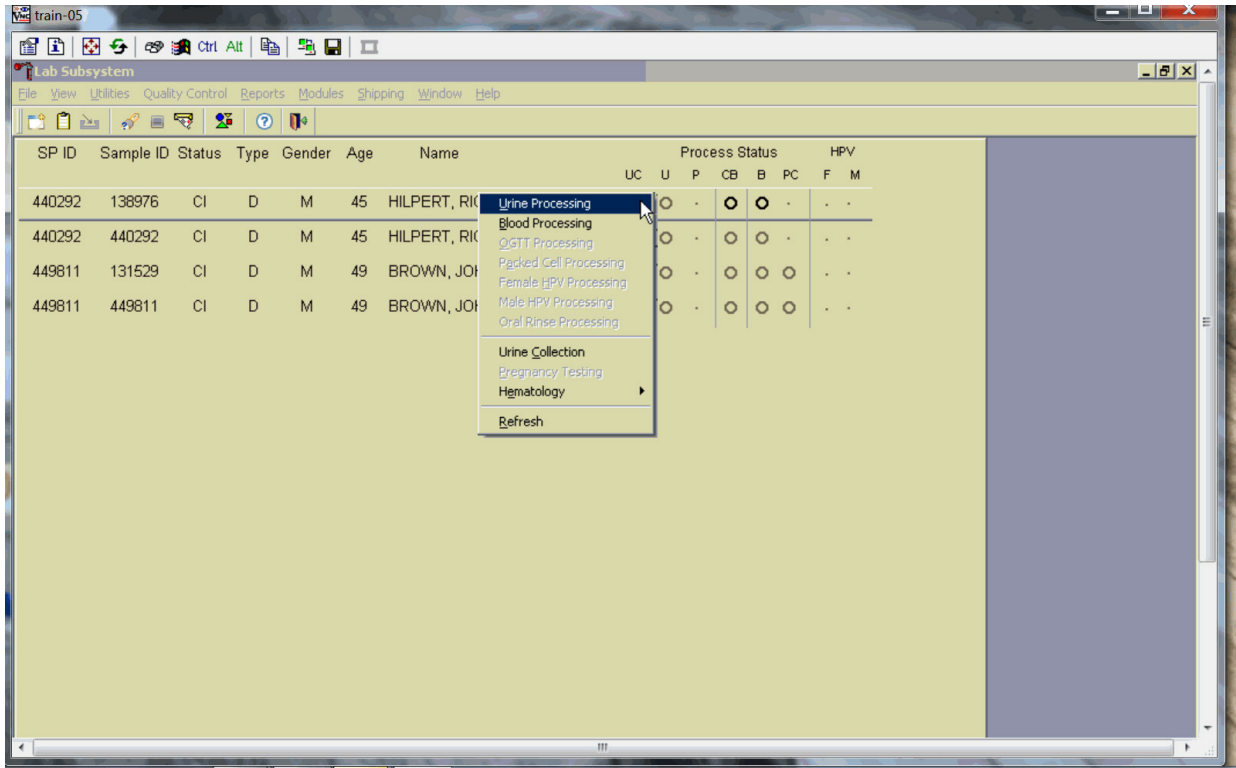 train-05
Ctrl Alt
Lab Subsystem
File View Utilities Quality Control Reports Modules Shipping Window Help
SP ID Sample ID Status Type Gender Age Name Process Status HPV
UC U P CB B PC F M
440292 138976 CI D M 45 HILPERT, RIC
440292 440292 CI D M 45 HILPERT, RIC
449811 131529 CI D M 49 BROWN, JOH
449811 449811 CI D M 49 BROWN, JOH
Urine Processing
Blood Processing
OGTT Processing
Packed Cell Processing
Female HPV Processing
Male HPV Processing
Oral Rinse Processing
Urine Collection
Pregnancy Testing
Hematology
Refresh